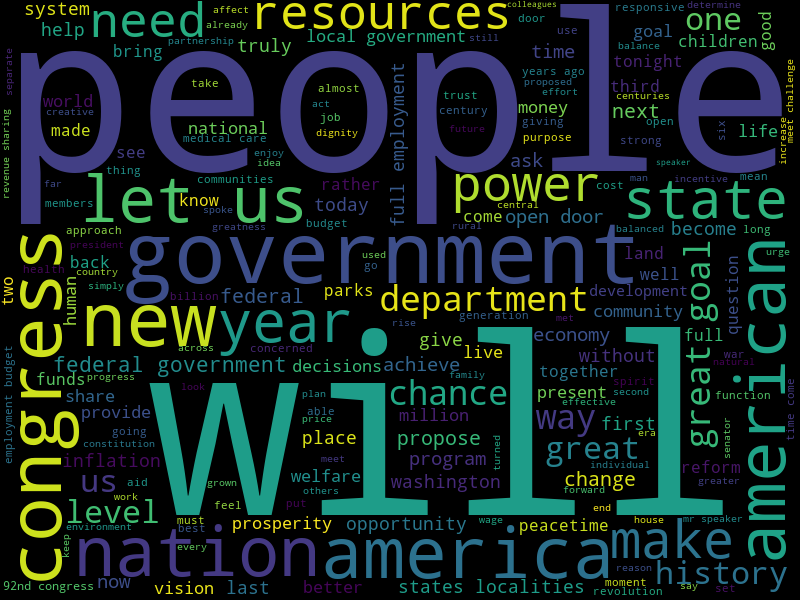 system
help
affect
already
need
resources
colleagues
door
use
responsive
goal
balance
one
determine
children
good
bring
partnership
truly
local government
still
time
tonight
separate
people
take
almost
world
creative
act
job
dignity
made
national
medical care
enjoy
idea
full employment
trust
century
years ago
proposed
effort
money
giving
purpose
third
centuries
next
future
open
six
life
strong
meet challenge
increase
revenue sharing
see
thing
communities
rather
ask
speaker
far
members
let us
know
spoke
greatness
today
budget
power
central
come
open door
cost
man
incentive
mean
state
rural
balanced
become
long
approach
president
back
country
health
simply
government
used
go
land
well
urge
two
congress
human
billion
federal
parks
department
development
question
community
great goal
american
new
year
across
concerned
rise
generation
met
economy
give
live
full
war
natural
without
federal government
decisions
achieve
family
together
spirit
second
function
time come
employment budget
funds
progress
look
will
plan
chance
present
effective
share
provide
able
price
million
way
first
era
senator
going
constitution
place
propose
great
individual
inflation
meet
program
turned
reform
us
aid
grown
welfare
others
washington
change
forward
greater
work
level
feel
put
end
environment
must
best
prosperity
opportunity
wage
peacetime
house
mr speaker
keep
every
nation
america
make
reason
history
92nd congress
now
vision
last
better
states localities
moment
revolution
say
set